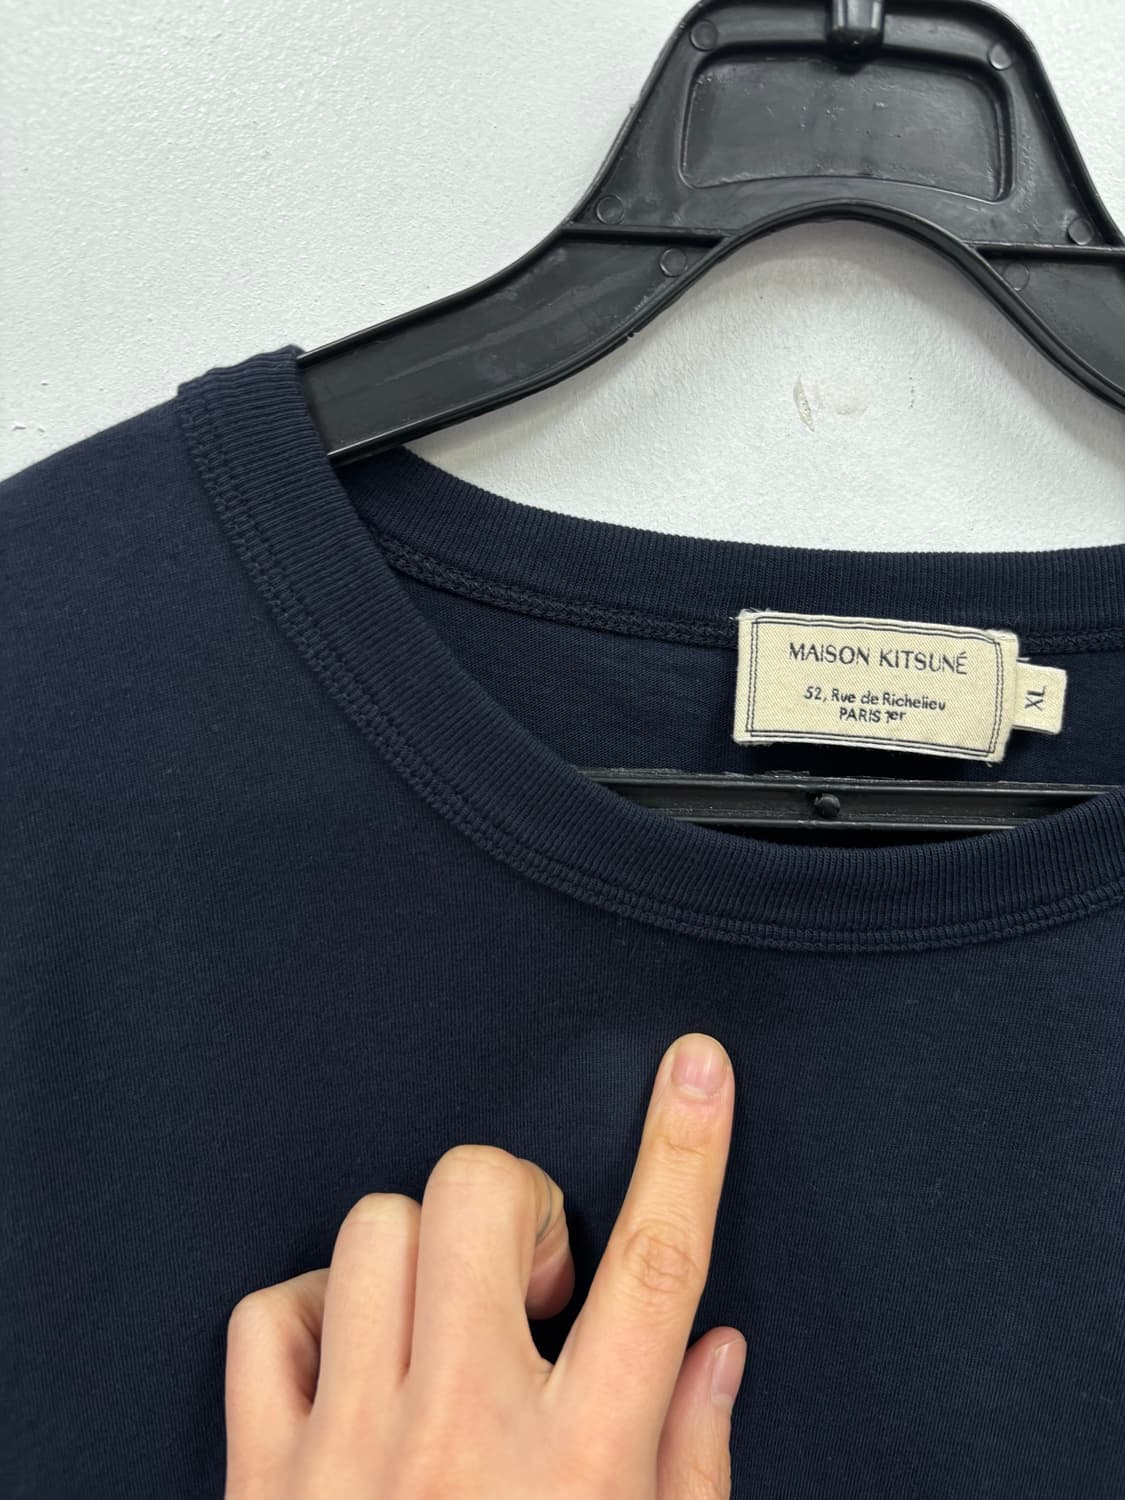 MAISON KITSUNÉ
52, Rue de Richelieu
PARIS 1er
XL